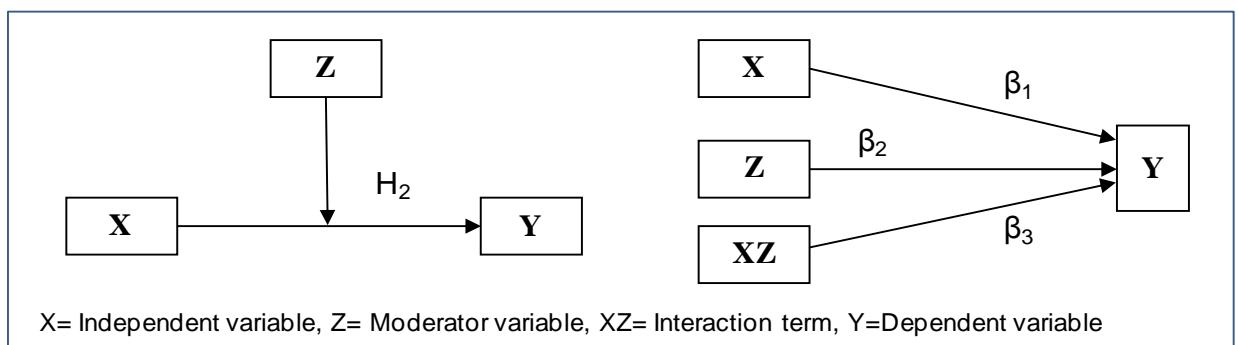 Z
H₂
X
Y
X
β₁
Z
β₂
Y
XZ
β₃
X= Independent variable, Z= Moderator variable, XZ= Interaction term, Y=Dependent variable